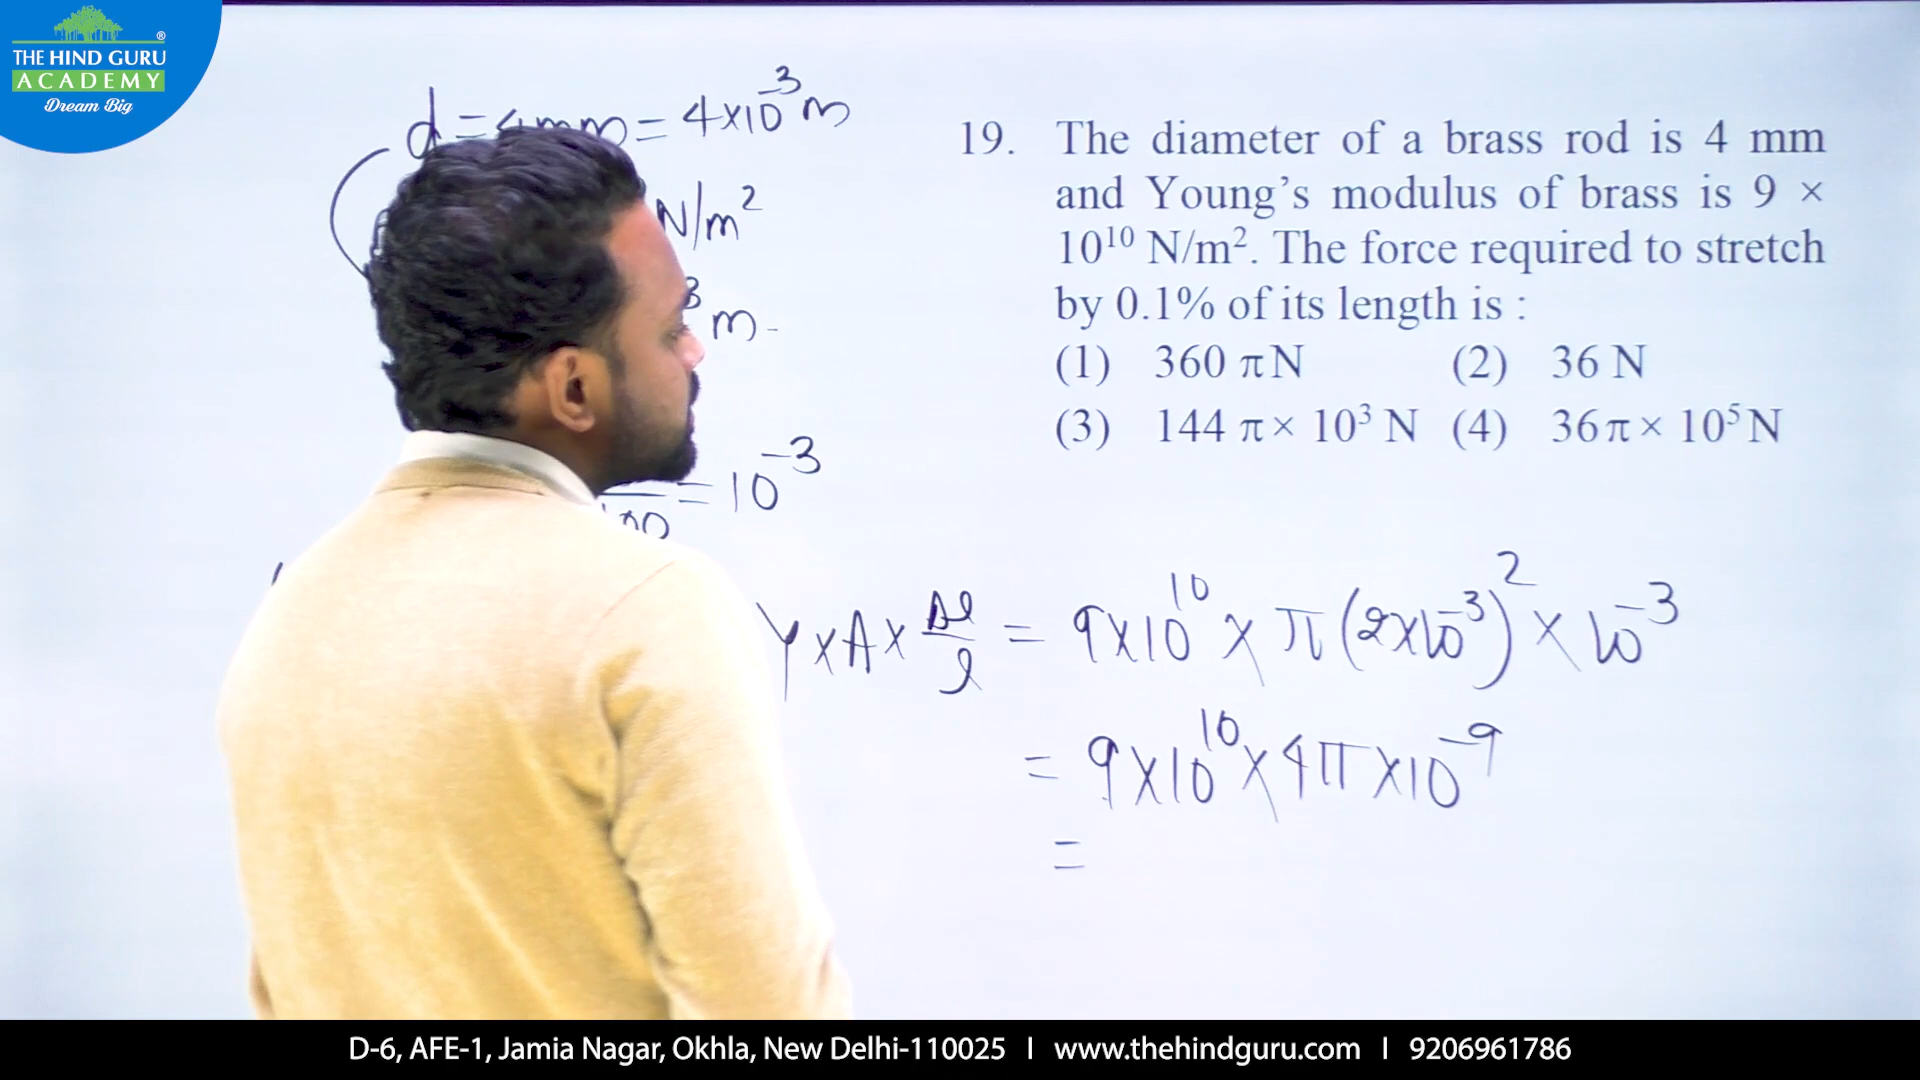 THE HIND GURU
ACADEMY
Dream Big
®
d = 4mm = 4×10⁻³ m
N/m²
³ m
= 10⁻³
100
Y×A×Δl/l = 9×10¹⁰ × π(2×10⁻³)² × 10⁻³
= 9×10¹⁰×4π×10⁻⁹
=
19. The diameter of a brass rod is 4 mm
and Young’s modulus of brass is 9 ×
10¹⁰ N/m². The force required to stretch
by 0.1% of its length is :
(1) 360 πN (2) 36 N
(3) 144 π× 10³ N (4) 36π× 10⁵N
D-6, AFE-1, Jamia Nagar, Okhla, New Delhi-110025 | www.thehindguru.com | 9206961786